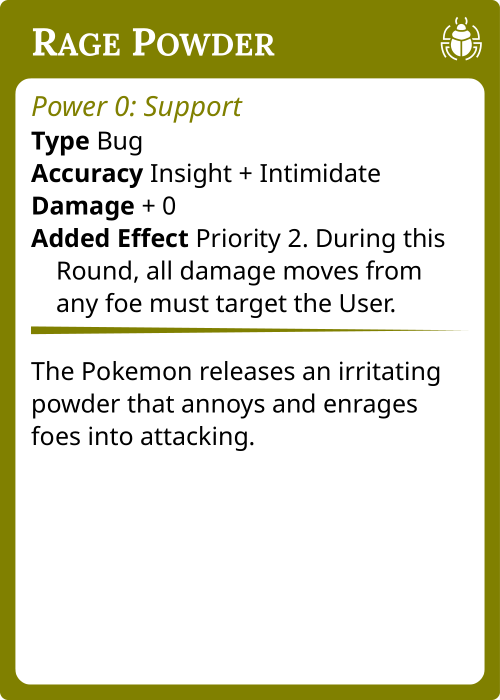 RAGE POWDER
Power 0: Support
Type Bug
Accuracy Insight + Intimidate
Damage + 0
Added Effect Priority 2. During this
Round, all damage moves from
any foe must target the User.
The Pokemon releases an irritating
powder that annoys and enrages
foes into attacking.